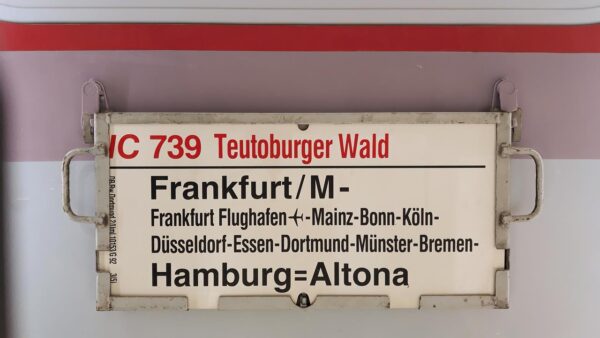 IC 739 Teutoburger Wald
Frankfurt/M-
Frankfurt Flughafen✈-Mainz-Bonn-Köln-
Düsseldorf-Essen-Dortmund-Münster-Bremen-
Hamburg=Altona